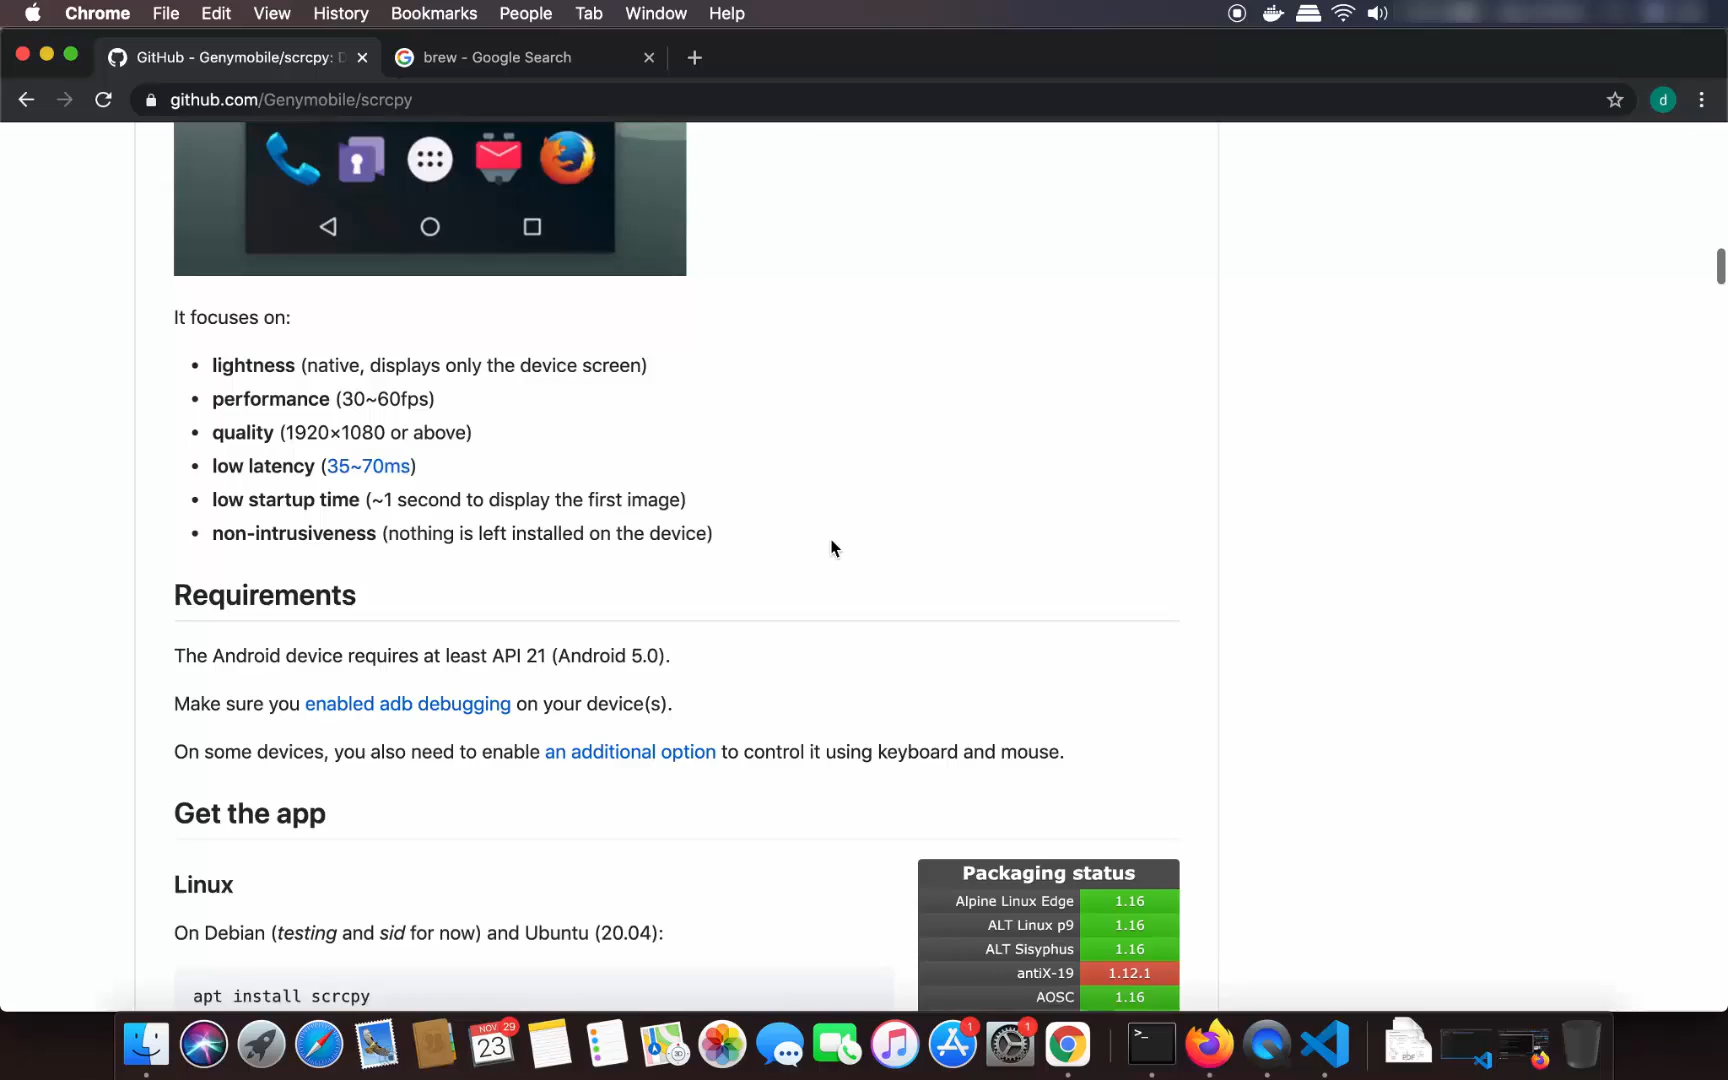 Chrome File Edit View History Bookmarks People Tab Window Help
GitHub - Genymobile/scrcpy: D
brew - Google Search
github.com/Genymobile/scrcpy
d
It focuses on:
• lightness (native, displays only the device screen)
• performance (30~60fps)
• quality (1920×1080 or above)
• low latency (35~70ms)
• low startup time (~1 second to display the first image)
• non-intrusiveness (nothing is left installed on the device)
Requirements
The Android device requires at least API 21 (Android 5.0).
Make sure you enabled adb debugging on your device(s).
On some devices, you also need to enable an additional option to control it using keyboard and mouse.
Get the app
Linux
On Debian (testing and sid for now) and Ubuntu (20.04):
apt install scrcpy
Packaging status
Alpine Linux Edge 1.16
ALT Linux p9 1.16
ALT Sisyphus 1.16
antiX-19 1.12.1
AOSC 1.16
NOV 29
23
3D
1
1
>_
PDF